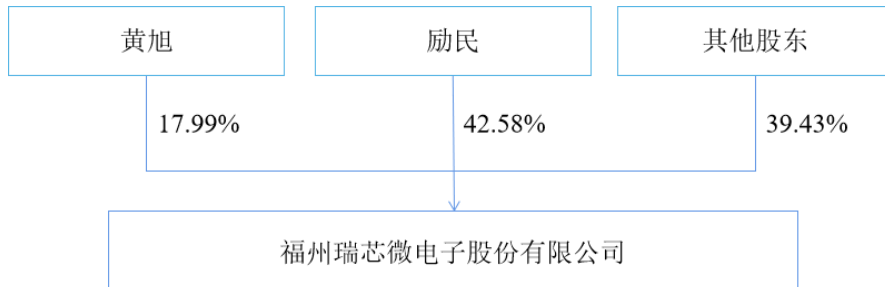 黄旭
励民
其他股东
17.99%
42.58%
39.43%
福州瑞芯微电子股份有限公司